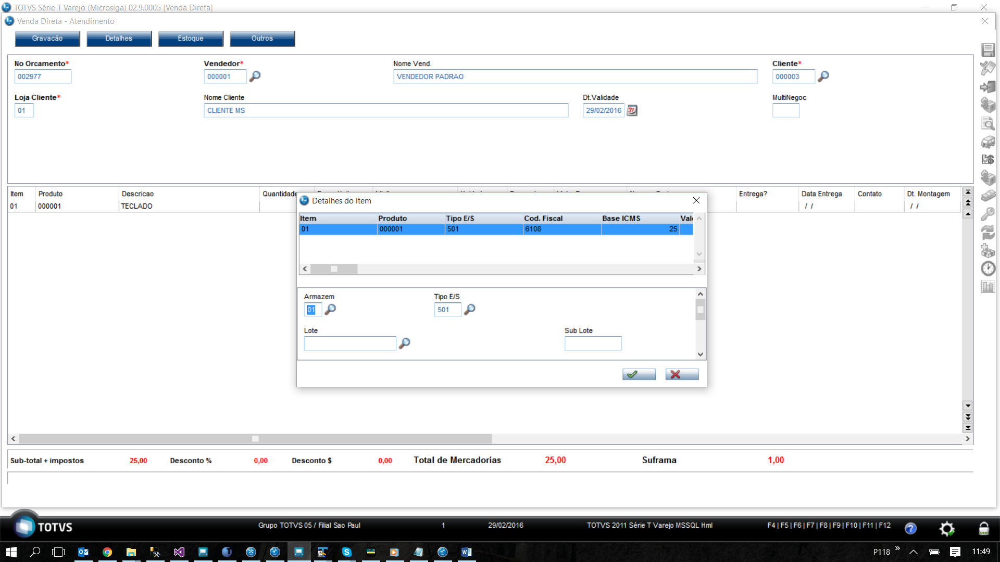 TOTVS Série T Varejo (Microsiga) 02.9.0005 [Venda Direta]
Venda Direta - Atendimento
Gravacão Detalhes Estoque Outros
No Orcamento* Vendedor* Nome Vend. Cliente*
002977 000001 VENDEDOR PADRAO 000003
Loja Cliente* Nome Cliente Dt.Validade MultiNegoc
01 CLIENTE MS 29/02/2016 31
Item Produto Descricao Quantidade Entrega? Data Entrega Contato Dt. Montagem
01 000001 TECLADO / / / /
Detalhes do Item
Item Produto Tipo E/S Cod. Fiscal Base ICMS Val
01 000001 501 6108 25
Armazem Tipo E/S
01 501
Lote Sub Lote
Sub-total + impostos 25,00 Desconto % 0,00 Desconto $ 0,00 Total de Mercadorias 25,00 Suframa 1,00
TOTVS Grupo TOTVS 05 / Filial Sao Paul 1 29/02/2016 TOTVS 2011 Série T Varejo MSSQL Hml F4 | F5 | F6 | F7 | F8 | F9 | F10 | F11 | F12
EPSON P118 11:49